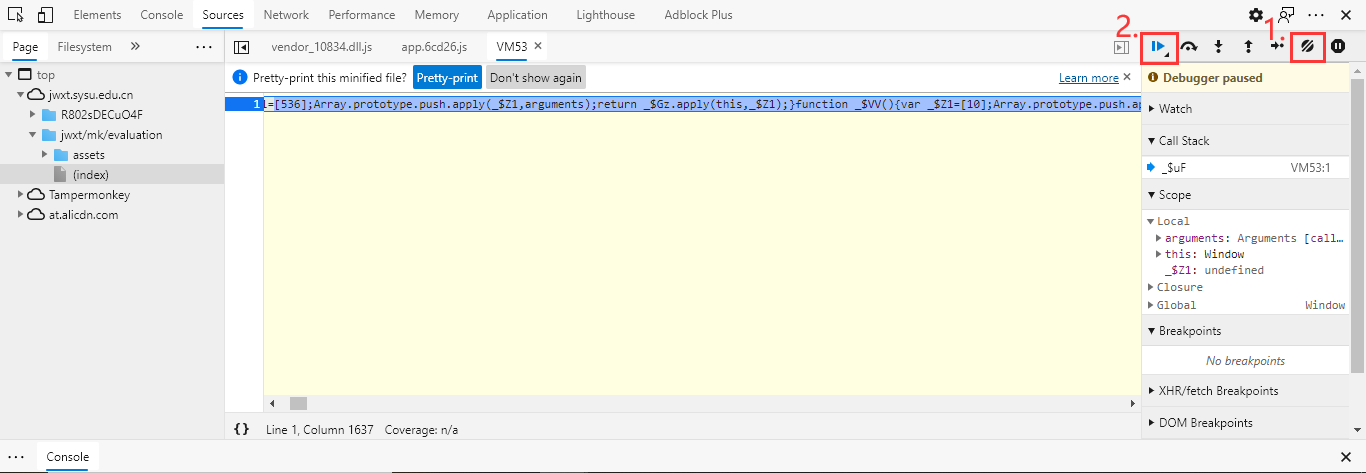 Elements Console Sources Network Performance Memory Application Lighthouse Adblock Plus
2.
1.
Page Filesystem » ··· vendor_10834.dll.js app.6cd26.js VM53 ×
top
jwxt.sysu.edu.cn
R802sDECuO4F
jwxt/mk/evaluation
assets
(index)
Tampermonkey
at.alicdn.com
Pretty-print this minified file? Pretty-print Don't show again Learn more ×
1 l=[536];Array.prototype.push.apply(_$Z1,arguments);return _$Gz.apply(this,_$Z1);}function _$VV(){var _$Z1=[10];Array.prototype.push.ap
{} Line 1, Column 1637 Coverage: n/a
Debugger paused
Watch
Call Stack
_$uF VM53:1
Scope
Local
arguments: Arguments [call…
this: Window
_$Z1: undefined
Closure
Global Window
Breakpoints
No breakpoints
XHR/fetch Breakpoints
DOM Breakpoints
··· Console ×